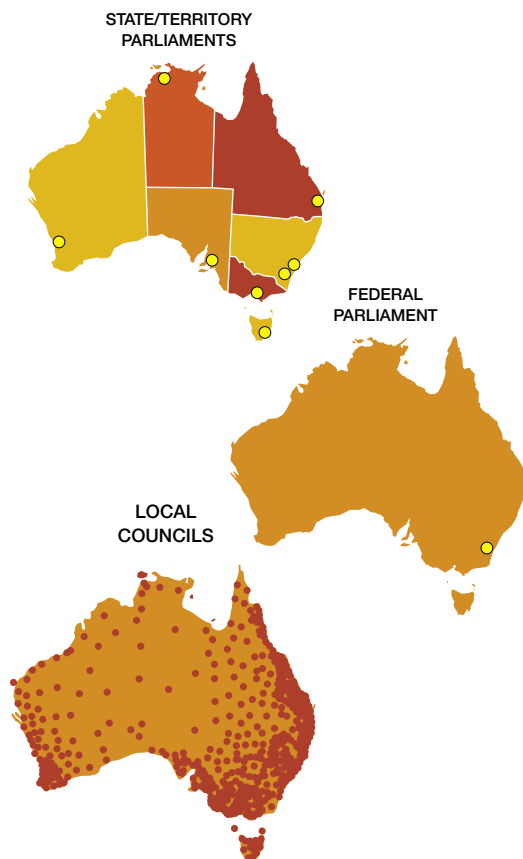 STATE/TERRITORY
PARLIAMENTS
FEDERAL
PARLIAMENT
LOCAL
COUNCILS